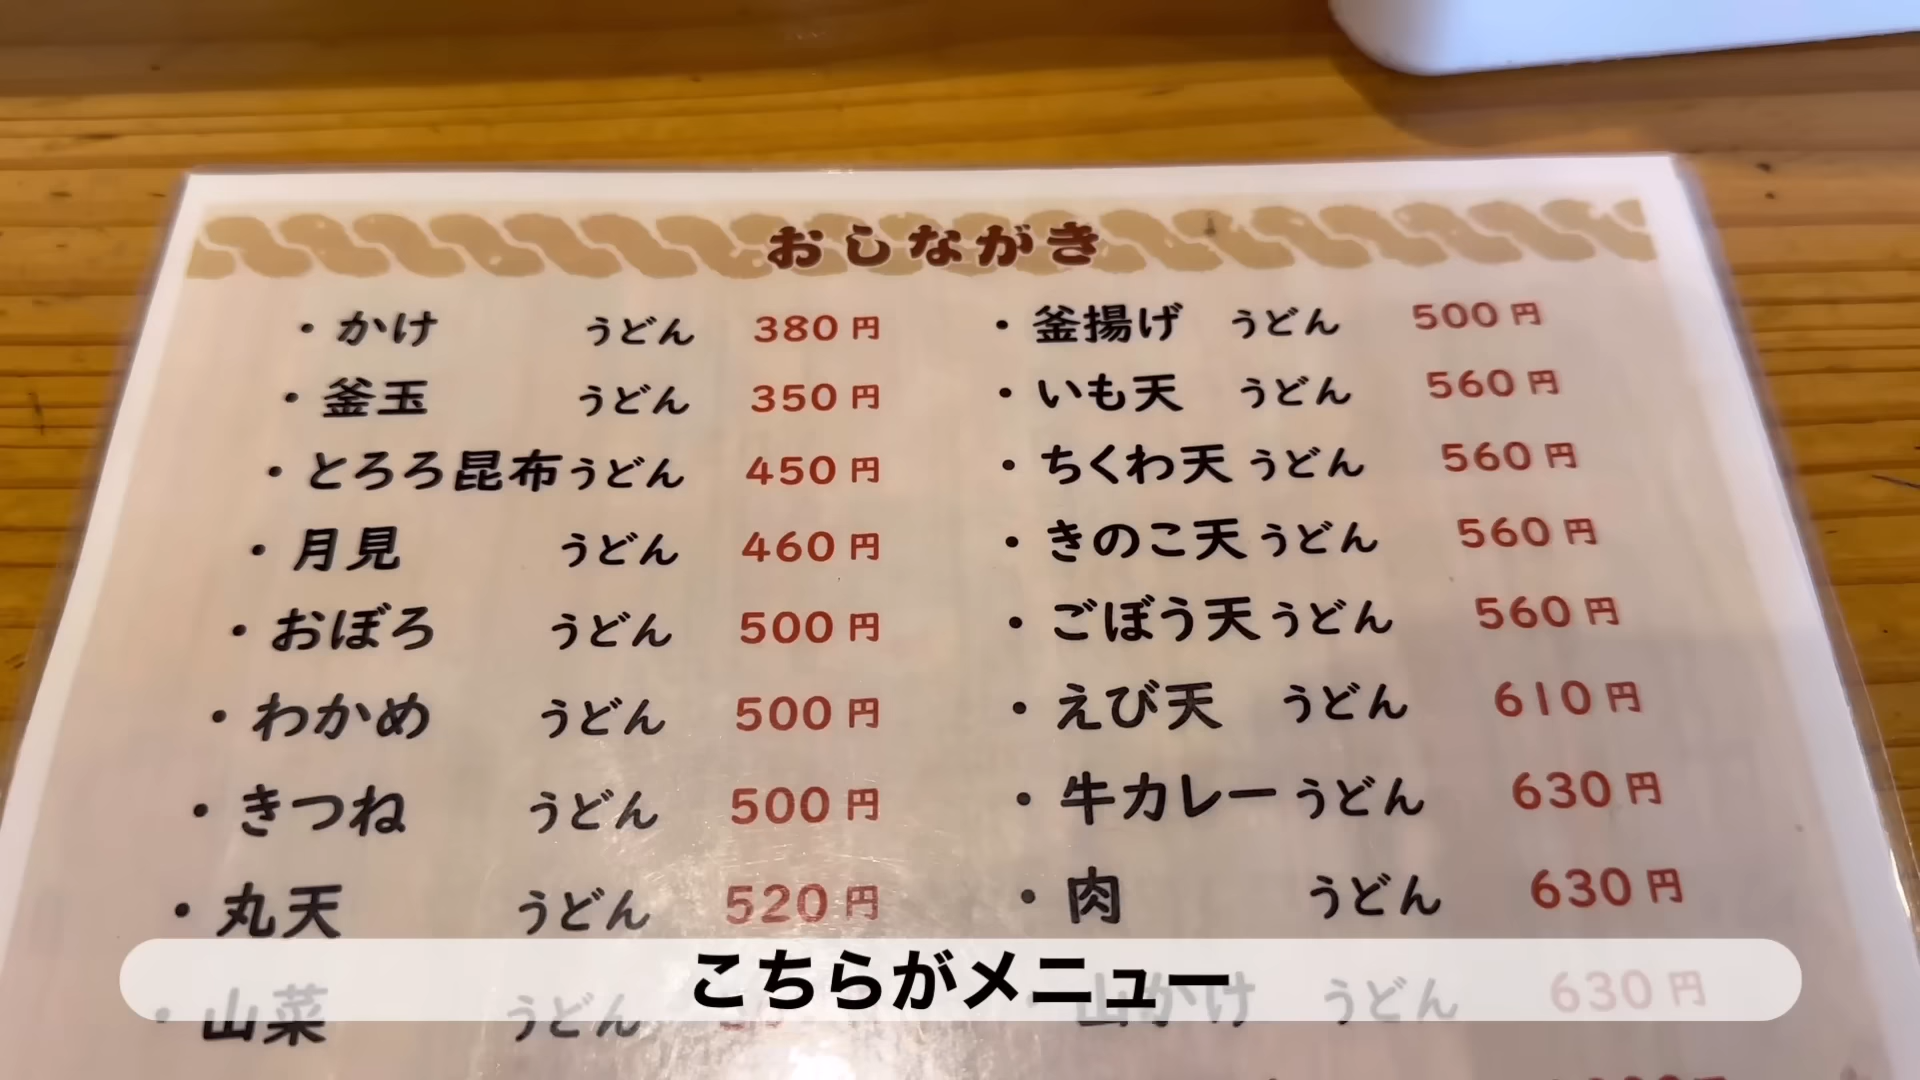 おしながき
・かけ うどん 380円
・釜玉 うどん 350円
・とろろ昆布うどん 450円
・月見 うどん 460円
・おぼろ うどん 500円
・わかめ うどん 500円
・きつね うどん 500円
・丸天 うどん 520円
・山菜 うどん
・釜揚げ うどん 500円
・いも天 うどん 560円
・ちくわ天 うどん 560円
・きのこ天うどん 560円
・ごぼう天うどん 560円
・えび天 うどん 610円
・牛カレーうどん 630円
・肉 うどん 630円
・山かけ うどん 630円
こちらがメニュー